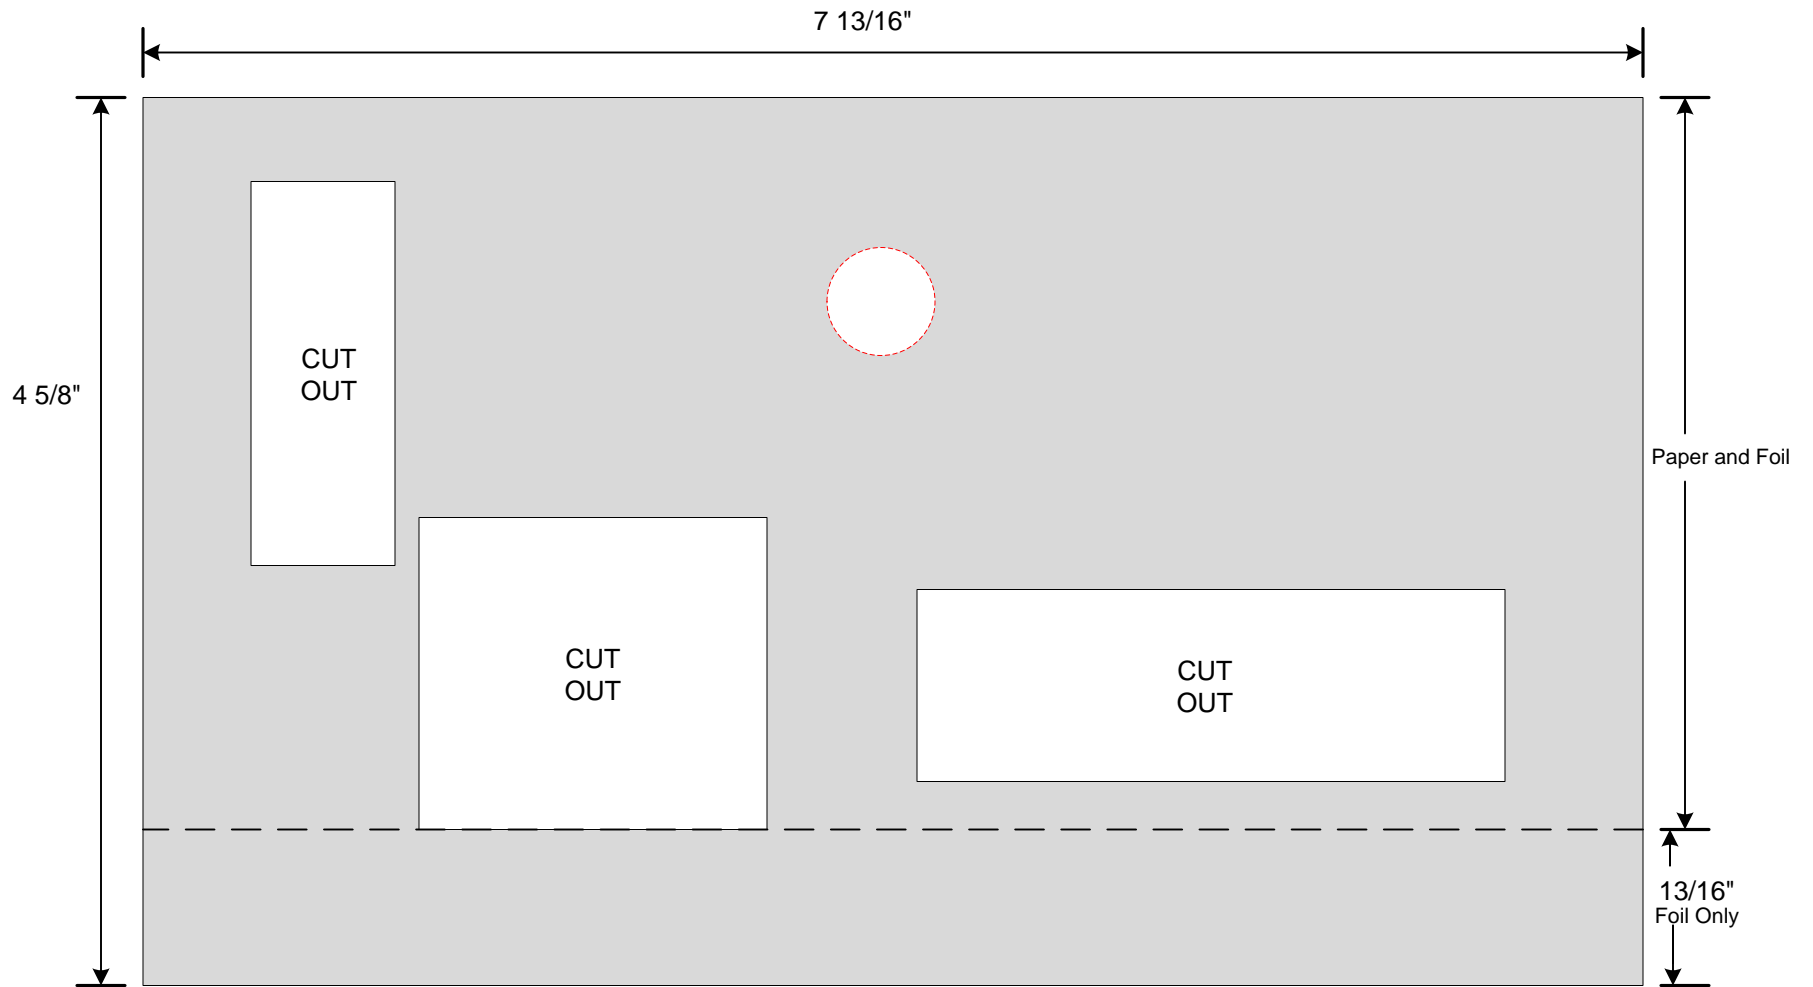 7 13/16"
CUT
OUT
4 5/8"
Paper and Foil
CUT
OUT
CUT
OUT
13/16"
Foil Only